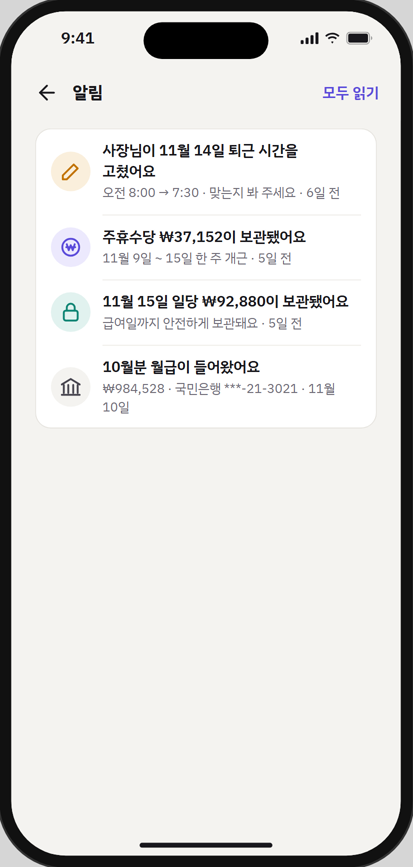 9:41
알림
모두 읽기
사장님이 11월 14일 퇴근 시간을
고쳤어요
오전 8:00 → 7:30 · 맞는지 봐 주세요 · 6일 전
주휴수당 ₩37,152이 보관됐어요
11월 9일 ~ 15일 한 주 개근 · 5일 전
11월 15일 일당 ₩92,880이 보관됐어요
급여일까지 안전하게 보관돼요 · 5일 전
10월분 월급이 들어왔어요
₩984,528 · 국민은행 ***-21-3021 · 11월
10일